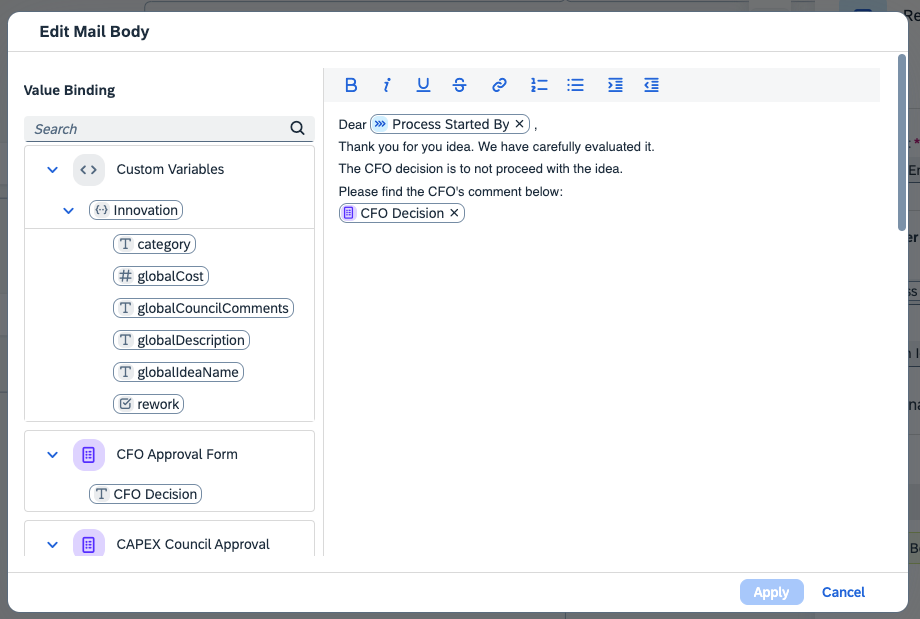 Edit Mail Body
Value Binding
Search
Custom Variables
Innovation
category
globalCost
globalCouncilComments
globalDescription
globalIdeaName
rework
CFO Approval Form
CFO Decision
CAPEX Council Approval
Dear Process Started By ,
Thank you for you idea. We have carefully evaluated it.
The CFO decision is to not proceed with the idea.
Please find the CFO's comment below:
CFO Decision
Apply
Cancel